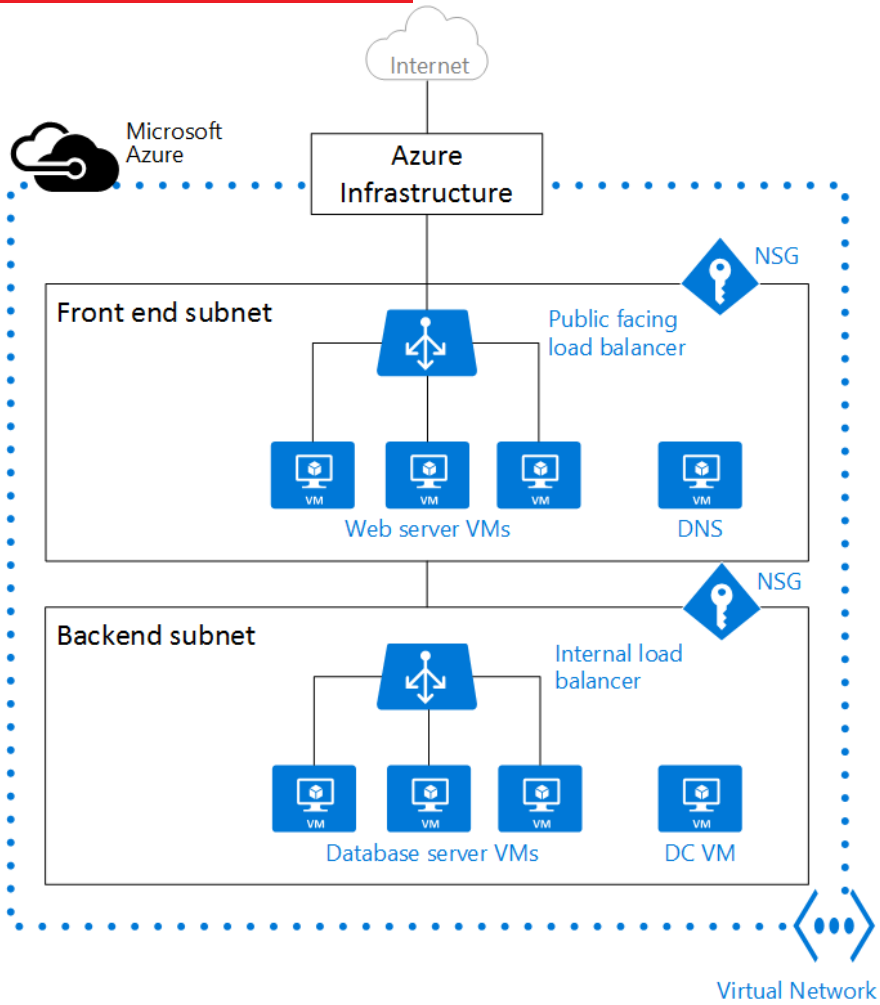 Internet
Microsoft
Azure
Azure
Infrastructure
NSG
Front end subnet
Public facing
load balancer
VM
VM
VM
VM
Web server VMs
DNS
NSG
Backend subnet
Internal load
balancer
VM
VM
VM
VM
Database server VMs
DC VM
Virtual Network